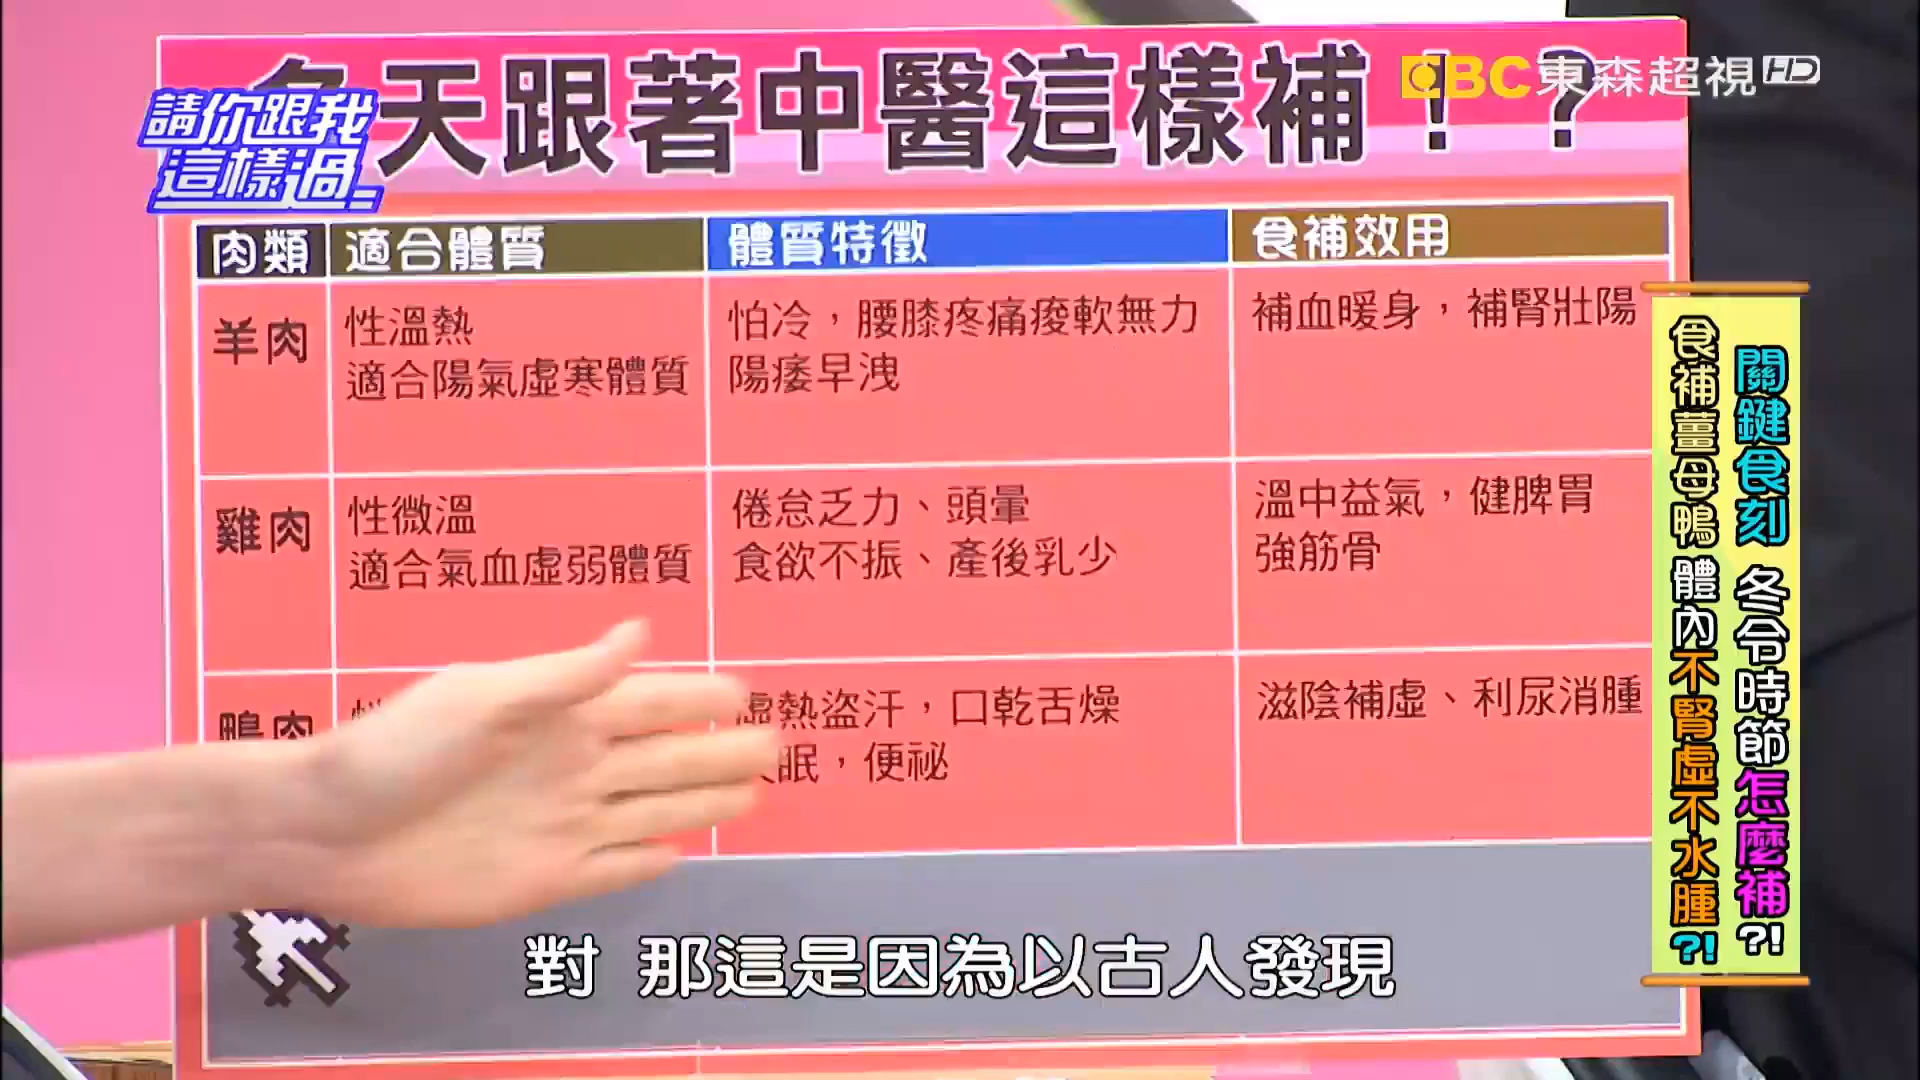 天跟著中醫這樣補！？
EBC東森超視HD
請你跟我
這樣過
肉類 適合體質 體質特徵 食補效用
羊肉
性溫熱
適合陽氣虛寒體質
怕冷，腰膝疼痛痠軟無力
陽痿早洩
補血暖身，補腎壯陽
雞肉
性微溫
適合氣血虛弱體質
倦怠乏力、頭暈
食欲不振、產後乳少
溫中益氣，健脾胃
強筋骨
鴨肉
虛熱盜汗，口乾舌燥
眠，便祕
滋陰補虛、利尿消腫
關鍵食刻 冬令時節怎麼補?!
食補薑母鴨 體內不腎虛不水腫?!
對 那這是因為以古人發現